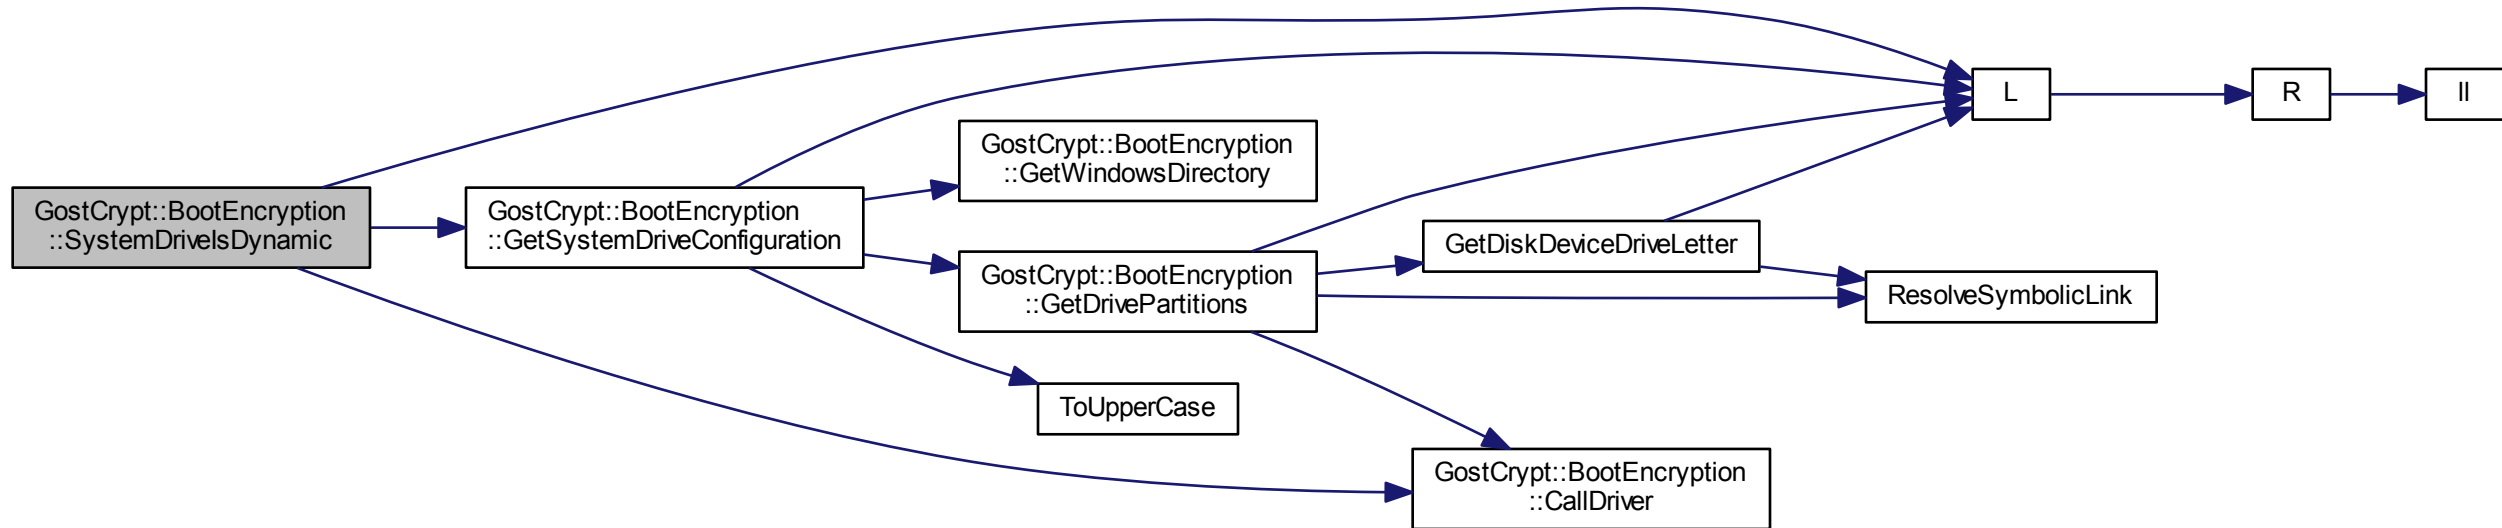 GostCrypt::BootEncryption
::SystemDriveIsDynamic
GostCrypt::BootEncryption
::GetSystemDriveConfiguration
GostCrypt::BootEncryption
::GetWindowsDirectory
GostCrypt::BootEncryption
::GetDrivePartitions
ToUpperCase
GetDiskDeviceDriveLetter
GostCrypt::BootEncryption
::CallDriver
ResolveSymbolicLink
L
R
ll